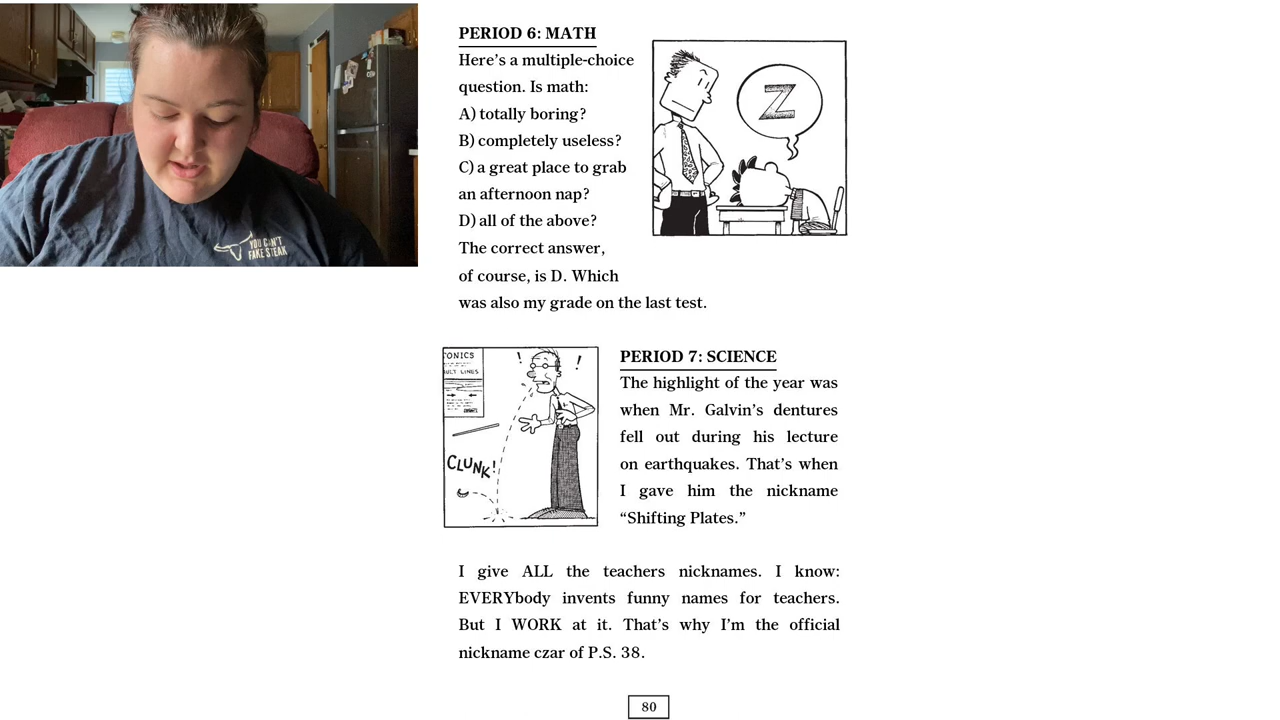 YOU CAN'T
FAKE STEAK
PERIOD 6: MATH
Here's a multiple-choice
question. Is math:
A) totally boring?
B) completely useless?
C) a great place to grab
an afternoon nap?
D) all of the above?
The correct answer,
of course, is D. Which
was also my grade on the last test.
Z
ONICS
ULT LINES
CLUNK!
! !
PERIOD 7: SCIENCE
The highlight of the year was
when Mr. Galvin's dentures
fell out during his lecture
on earthquakes. That's when
I gave him the nickname
“Shifting Plates.”
I give ALL the teachers nicknames. I know:
EVERYbody invents funny names for teachers.
But I WORK at it. That's why I'm the official
nickname czar of P.S. 38.
80